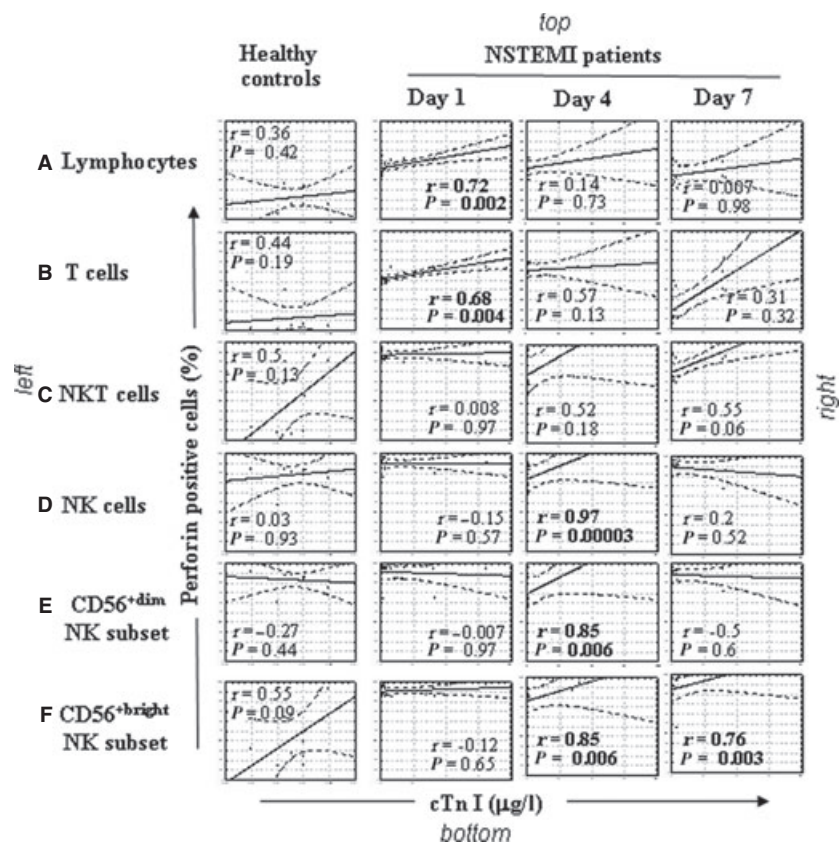 top
Healthy
controls
NSTEMI patients
Day 1 Day 4 Day 7
A Lymphocytes
r = 0.36
P = 0.42
r = 0.72
P = 0.002
r = 0.14
P = 0.73
r = 0.007
P = 0.98
B T cells
r = 0.44
P = 0.19
r = 0.68
P = 0.004
r = 0.57
P = 0.13
r = 0.31
P = 0.32
C NKT cells
r = 0.5
P = 0.13
r = 0.008
P = 0.97
r = 0.52
P = 0.18
r = 0.55
P = 0.06
D NK cells
r = 0.03
P = 0.93
r = -0.15
P = 0.57
r = 0.97
P = 0.00003
r = 0.2
P = 0.52
E CD56+dim
NK subset
r = -0.27
P = 0.44
r = -0.007
P = 0.97
r = 0.85
P = 0.006
r = -0.5
P = 0.6
F CD56+bright
NK subset
r = 0.55
P = 0.09
r = -0.12
P = 0.65
r = 0.85
P = 0.006
r = 0.76
P = 0.003
Perforin positive cells (%)
left
right
cTn I (µg/l)
bottom